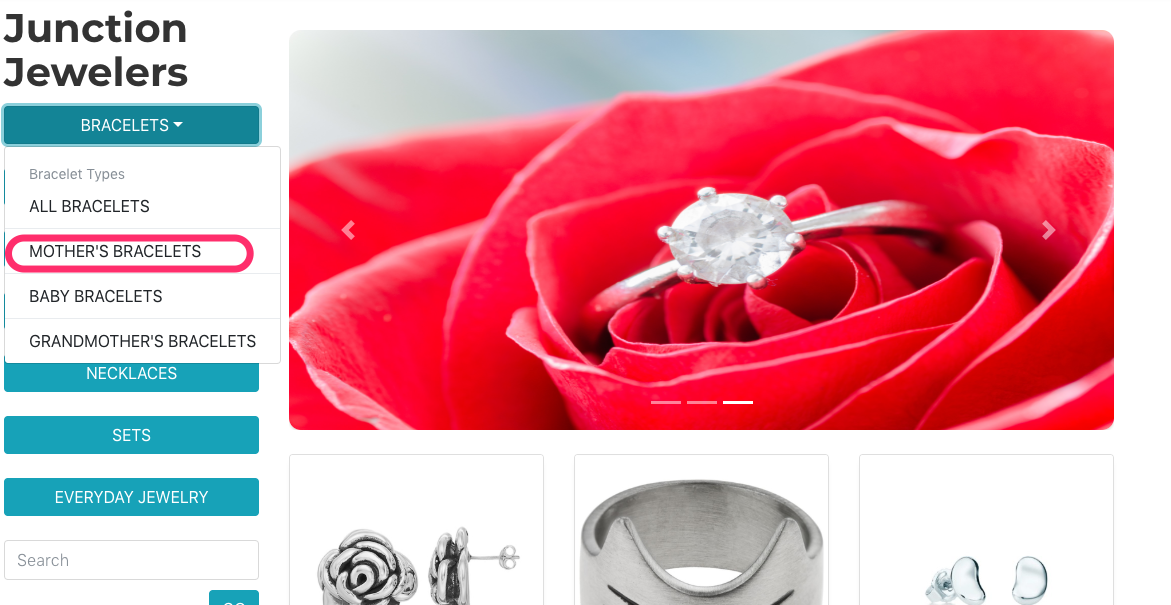 Junction
Jewelers
BRACELETS
Bracelet Types
ALL BRACELETS
MOTHER'S BRACELETS
BABY BRACELETS
GRANDMOTHER'S BRACELETS
NECKLACES
SETS
EVERYDAY JEWELRY
Search